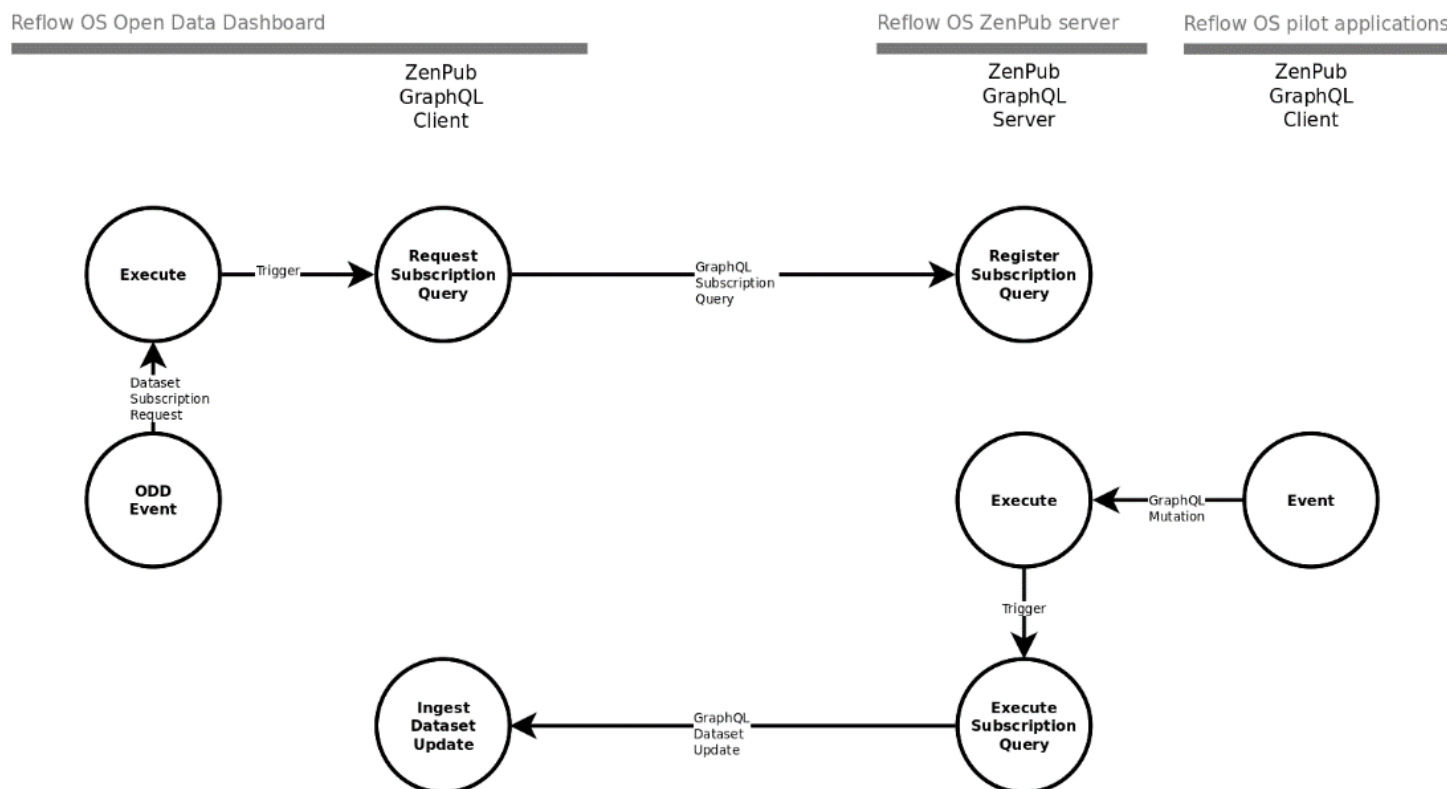 Reflow OS Open Data Dashboard
Reflow OS ZenPub server
Reflow OS pilot applications
ZenPub
GraphQL
Client
ZenPub
GraphQL
Server
ZenPub
GraphQL
Client
Execute
Trigger
Request
Subscription
Query
GraphQL
Subscription
Query
Register
Subscription
Query
Dataset
Subscription
Request
ODD
Event
Execute
GraphQL
Mutation
Event
Trigger
Ingest
Dataset
Update
GraphQL
Dataset
Update
Execute
Subscription
Query